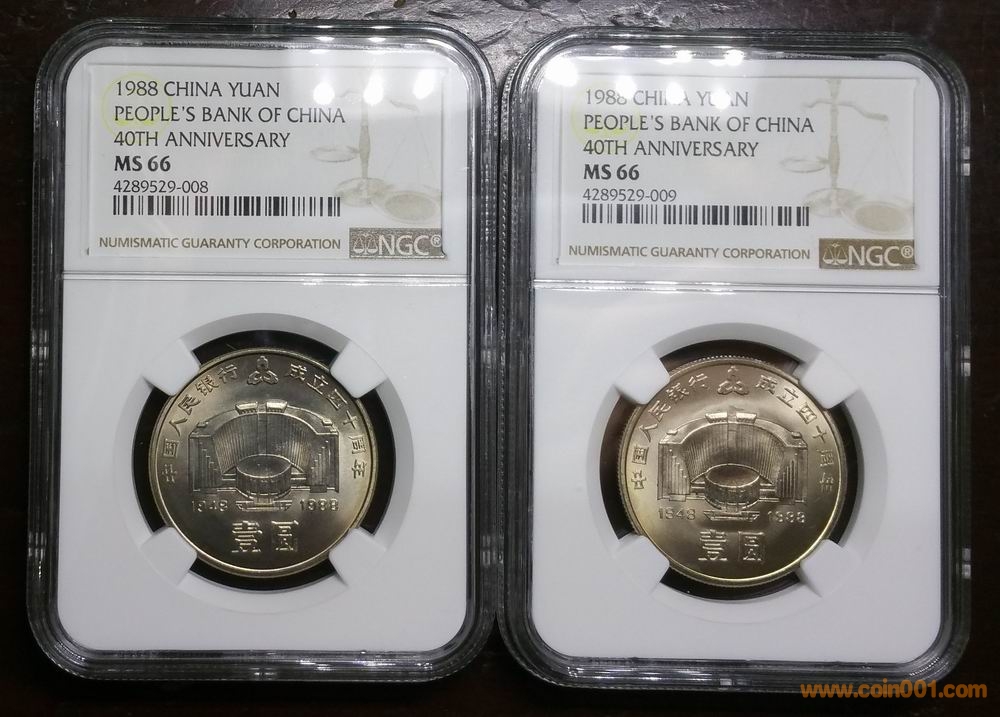 1988 CHINA YUAN
PEOPLE'S BANK OF CHINA
40TH ANNIVERSARY
MS 66
4289529-008
NUMISMATIC GUARANTY CORPORATION NGC®
中国人民银行 成立四十周年
1948 1988
壹圆
1988 CHINA YUAN
PEOPLE'S BANK OF CHINA
40TH ANNIVERSARY
MS 66
4289529-009
NUMISMATIC GUARANTY CORPORATION NGC®
中国人民银行 成立四十周年
1948 1988
壹圆
www.coin001.com